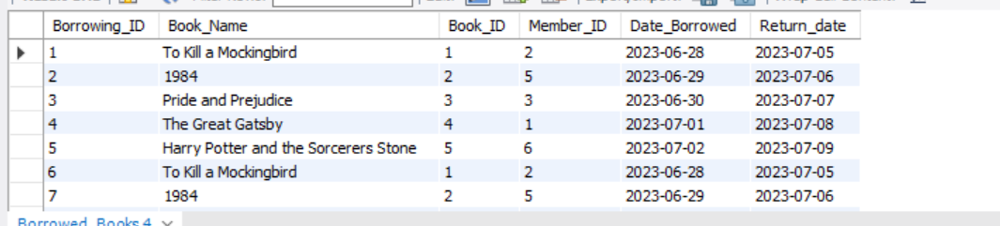 Borrowing_ID Book_Name Book_ID Member_ID Date_Borrowed Return_date
1 To Kill a Mockingbird 1 2 2023-06-28 2023-07-05
2 1984 2 5 2023-06-29 2023-07-06
3 Pride and Prejudice 3 3 2023-06-30 2023-07-07
4 The Great Gatsby 4 1 2023-07-01 2023-07-08
5 Harry Potter and the Sorcerers Stone 5 6 2023-07-02 2023-07-09
6 To Kill a Mockingbird 1 2 2023-06-28 2023-07-05
7 1984 2 5 2023-06-29 2023-07-06
Borrowed_Books 4